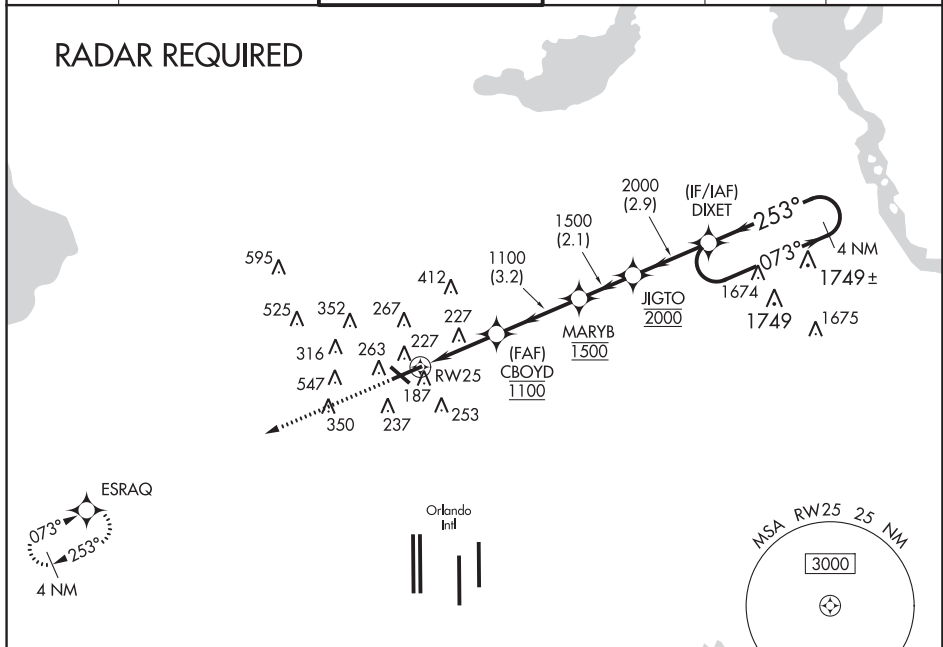 RADAR REQUIRED
2000
(2.9)
(IF/IAF)
DIXET
253°
1500
(2.1)
073°
4 NM
1100
(3.2)
595
412
1674
1749±
JIGTO
2000
1749
1675
525
352
267
227
MARYB
1500
316
263
227
(FAF)
CBOYD
1100
RW25
547
187
350
237
253
ESRAQ
073°
253°
4 NM
Orlando
Intl
MSA RW25 25 NM
3000